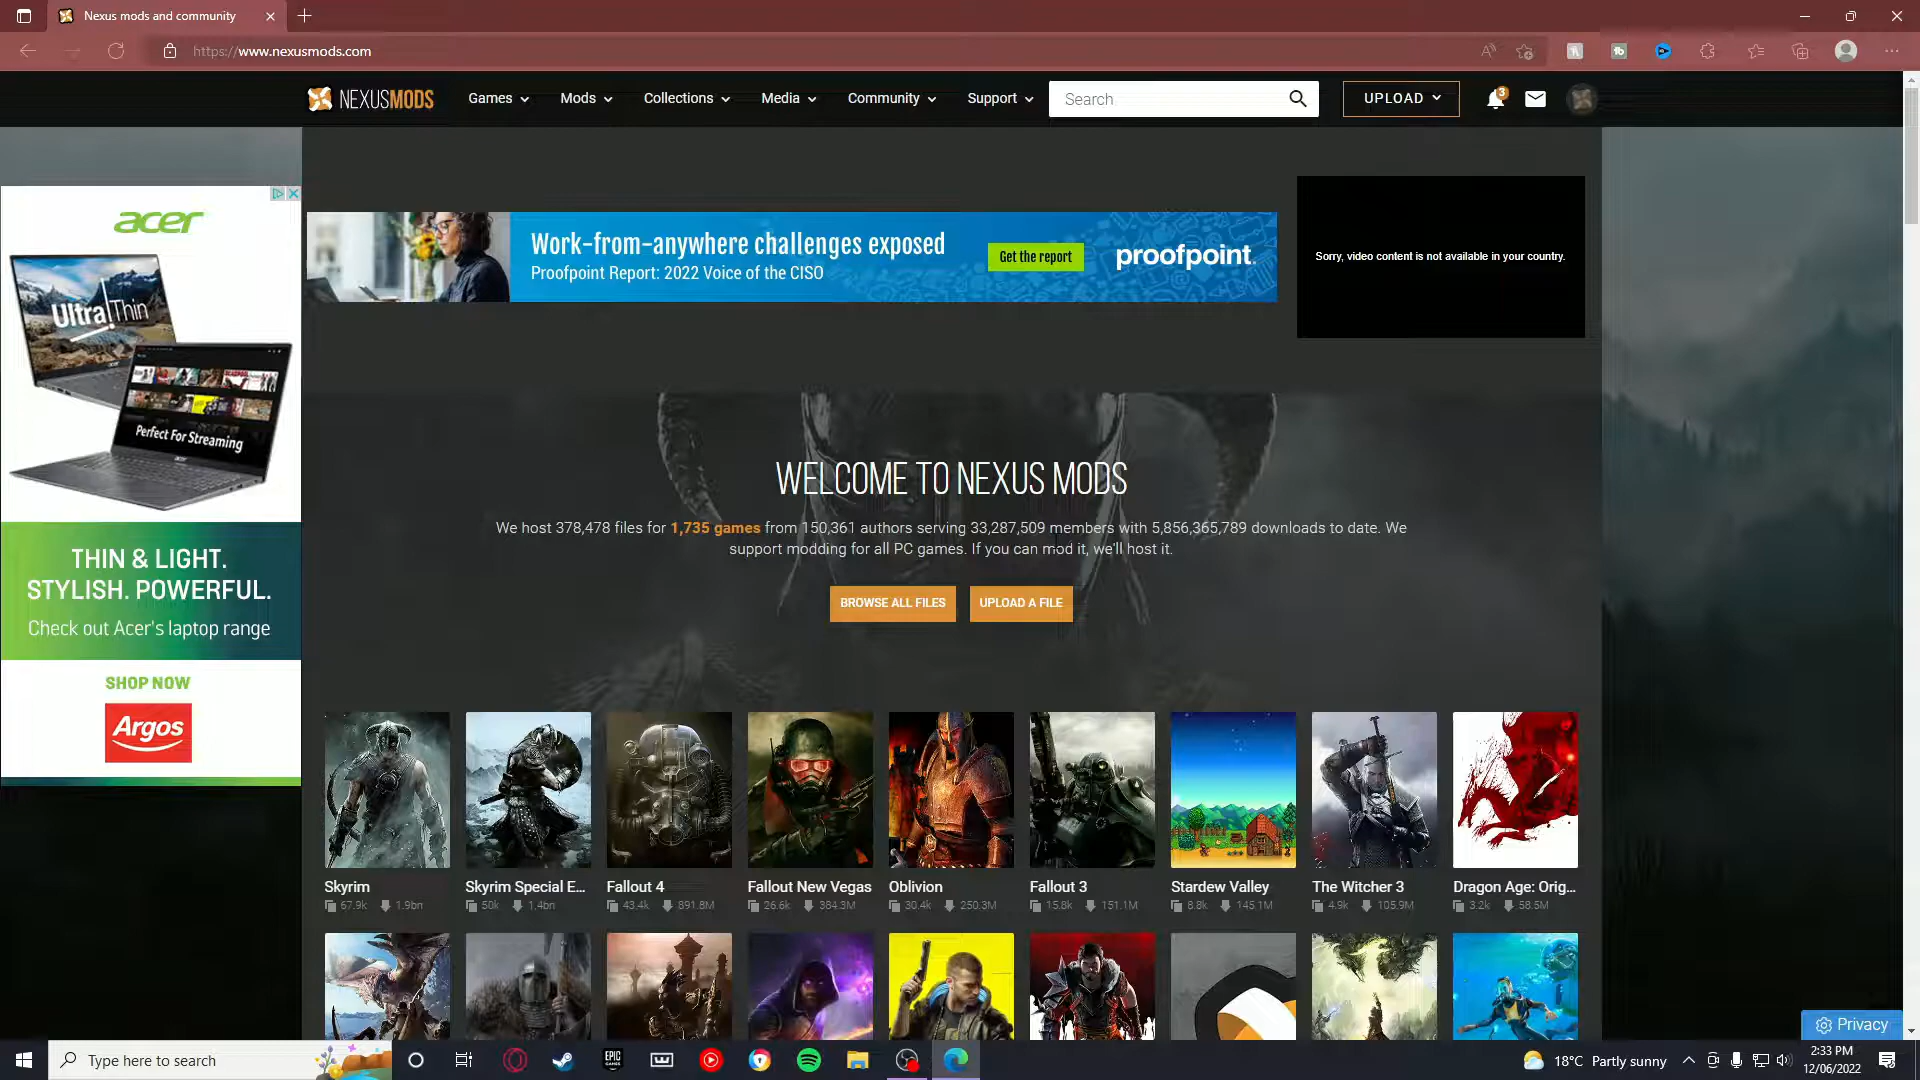 Nexus mods and community
https://www.nexusmods.com
NEXUSMODS
Games
Mods
Collections
Media
Community
Support
Search
UPLOAD
3
acer
UltraThin
Perfect For Streaming
THIN & LIGHT.
STYLISH. POWERFUL.
Check out Acer's laptop range
SHOP NOW
Argos
Work-from-anywhere challenges exposed
Proofpoint Report: 2022 Voice of the CISO
Get the report
proofpoint.
Sorry, video content is not available in your country.
WELCOME TO NEXUS MODS
We host 378,478 files for 1,735 games from 150,361 authors serving 33,287,509 members with 5,856,365,789 downloads to date. We
support modding for all PC games. If you can mod it, we'll host it.
BROWSE ALL FILES
UPLOAD A FILE
Skyrim
67.9k 1.9bn
Skyrim Special E...
50k 1.4bn
Fallout 4
43.4k 891.8M
Fallout New Vegas
26.6k 384.3M
Oblivion
30.4k 250.3M
Fallout 3
15.8k 151.1M
Stardew Valley
8.8k 145.1M
The Witcher 3
4.9k 105.9M
Dragon Age: Orig...
3.2k 58.5M
Privacy
Type here to search
EPIC
GAMES
18°C Partly sunny
2:33 PM
12/06/2022